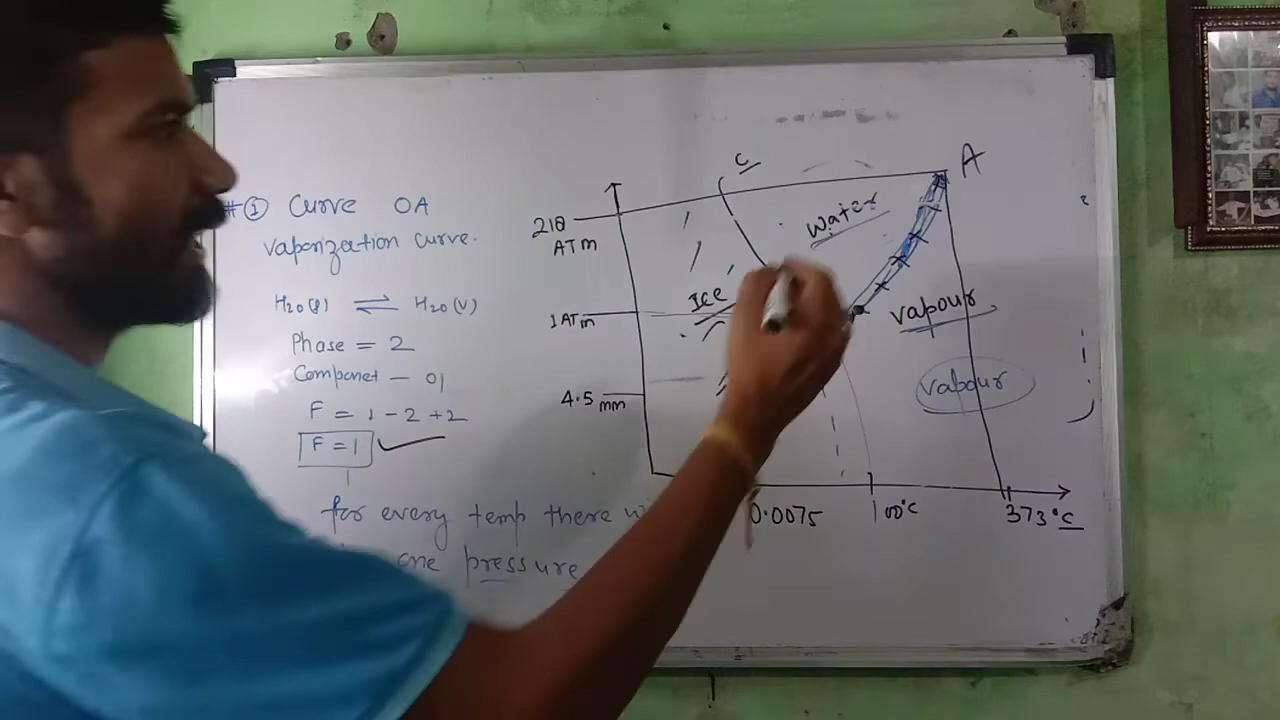 # ① Curve OA
vaporization curve.
H₂O(l) ⇌ H₂O(v)
Phase = 2
Componet – 01
F = 1 - 2 + 2
F = 1
for every temp there
one pressure
218
ATm
1 ATm
4.5 mm
C
A
Water
Ice
vapour
vapour
0.0075
100°C
373°C